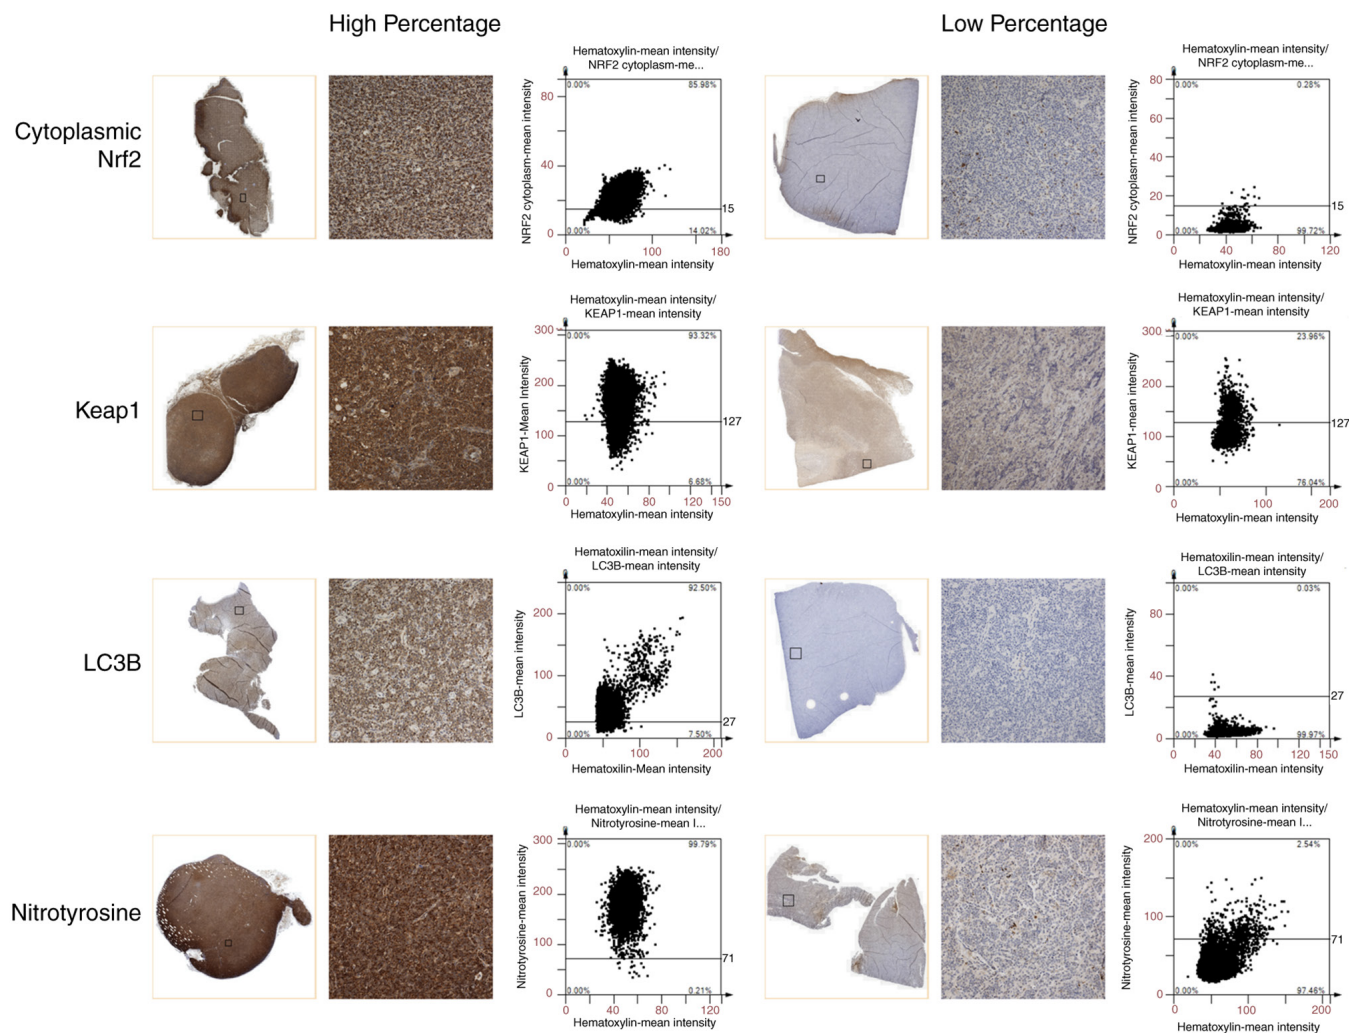 High Percentage
Low Percentage
Cytoplasmic
Nrf2
Hematoxylin-mean intensity/
NRF2 cytoplasm-me...
NRF2 cytoplasm-mean intensity
80
40
0
0.00%
85.98%
15
0.00%
14.02%
0
100
180
Hematoxylin-mean intensity
Hematoxylin-mean intensity/
NRF2 cytoplasm-me...
NRF2 cytoplasm-mean intensity
80
60
40
20
0
0.00%
0.28%
15
0.00%
99.72%
0
40
80
120
Hematoxylin-mean intensity
Keap1
Hematoxylin-mean intensity/
KEAP1-mean intensity
KEAP1-Mean Intensity
300
200
100
0
0.00%
93.32%
127
0.00%
6.68%
0
40
80
120
150
Hematoxylin-mean intensity
Hematoxylin-mean intensity/
KEAP1-mean intensity
KEAP1-mean intensity
300
200
100
0
0.00%
23.96%
127
0.00%
76.04%
0
100
200
Hematoxylin-mean intensity
LC3B
Hematoxilin-mean intensity/
LC3B-mean intensity
LC3B-mean intensity
200
100
0
0.00%
92.50%
27
0.00%
7.50%
0
100
200
Hematoxilin-Mean intensity
Hematoxilin-mean intensity/
LC3B-mean intensity
LC3B-mean intensity
80
40
0
0.00%
0.03%
27
0.00%
99.97%
0
40
80
120
150
Hematoxilin-mean intensity
Nitrotyrosine
Hematoxylin-mean intensity/
Nitrotyrosine-mean I...
Nitrotyrosine-mean intensity
300
200
100
0
0.00%
99.79%
71
0.00%
0.21%
0
40
80
120
Hematoxylin-mean intensity
Hematoxylin-mean intensity/
Nitrotyrosine-mean I...
Nitrotyrosine-mean intensity
200
100
0
0.00%
2.54%
71
0.00%
97.46%
0
100
200
Hematoxylin-mean intensity